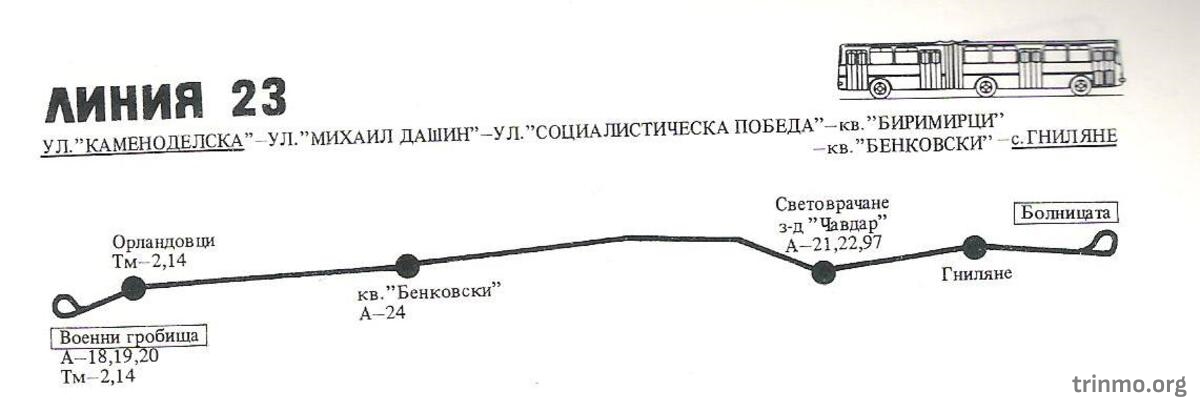 ЛИНИЯ 23
УЛ."КАМЕНОДЕЛСКА"–УЛ."МИХАИЛ ДАШИН"–УЛ."СОЦИАЛИСТИЧЕСКА ПОБЕДА"–кв."БИРИМИРЦИ"
–кв."БЕНКОВСКИ" –с.ГНИЛЯНЕ
Орландовци
Тм–2,14
Военни гробища
А–18,19,20
Тм–2,14
кв."Бенковски"
А–24
Световрачане
з-д "Чавдар"
А–21,22,97
Гниляне
Болницата
trinmo.org